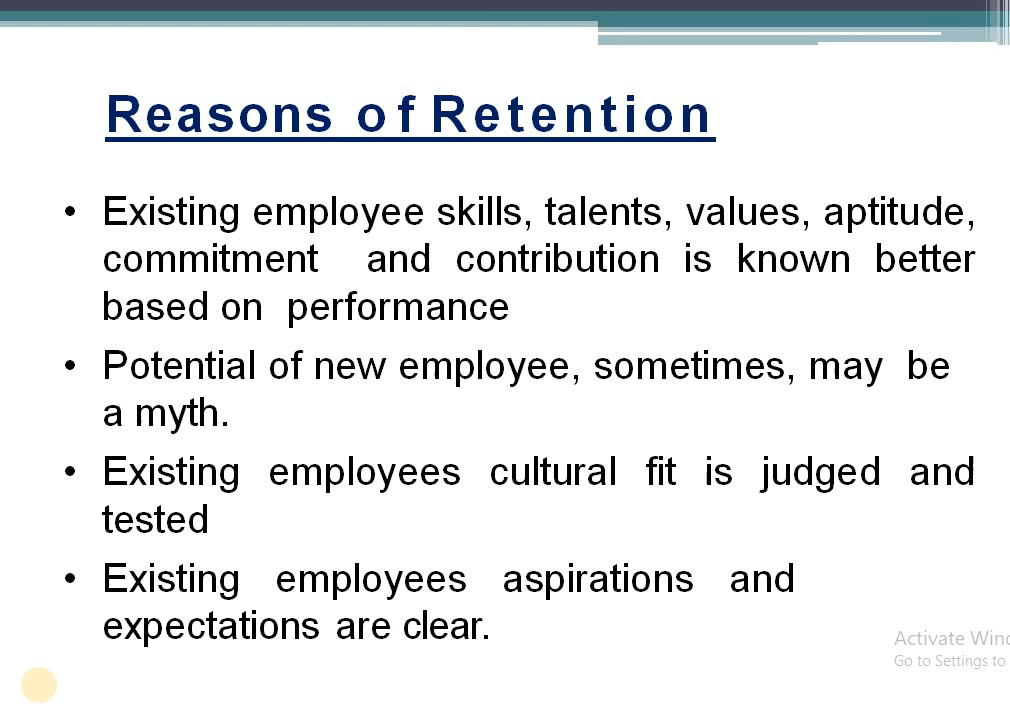 Reasons of Retention
• Existing employee skills, talents, values, aptitude,
commitment and contribution is known better
based on performance
• Potential of new employee, sometimes, may be
a myth.
• Existing employees cultural fit is judged and
tested
• Existing employees aspirations and
expectations are clear.
Activate Wind
Go to Settings to